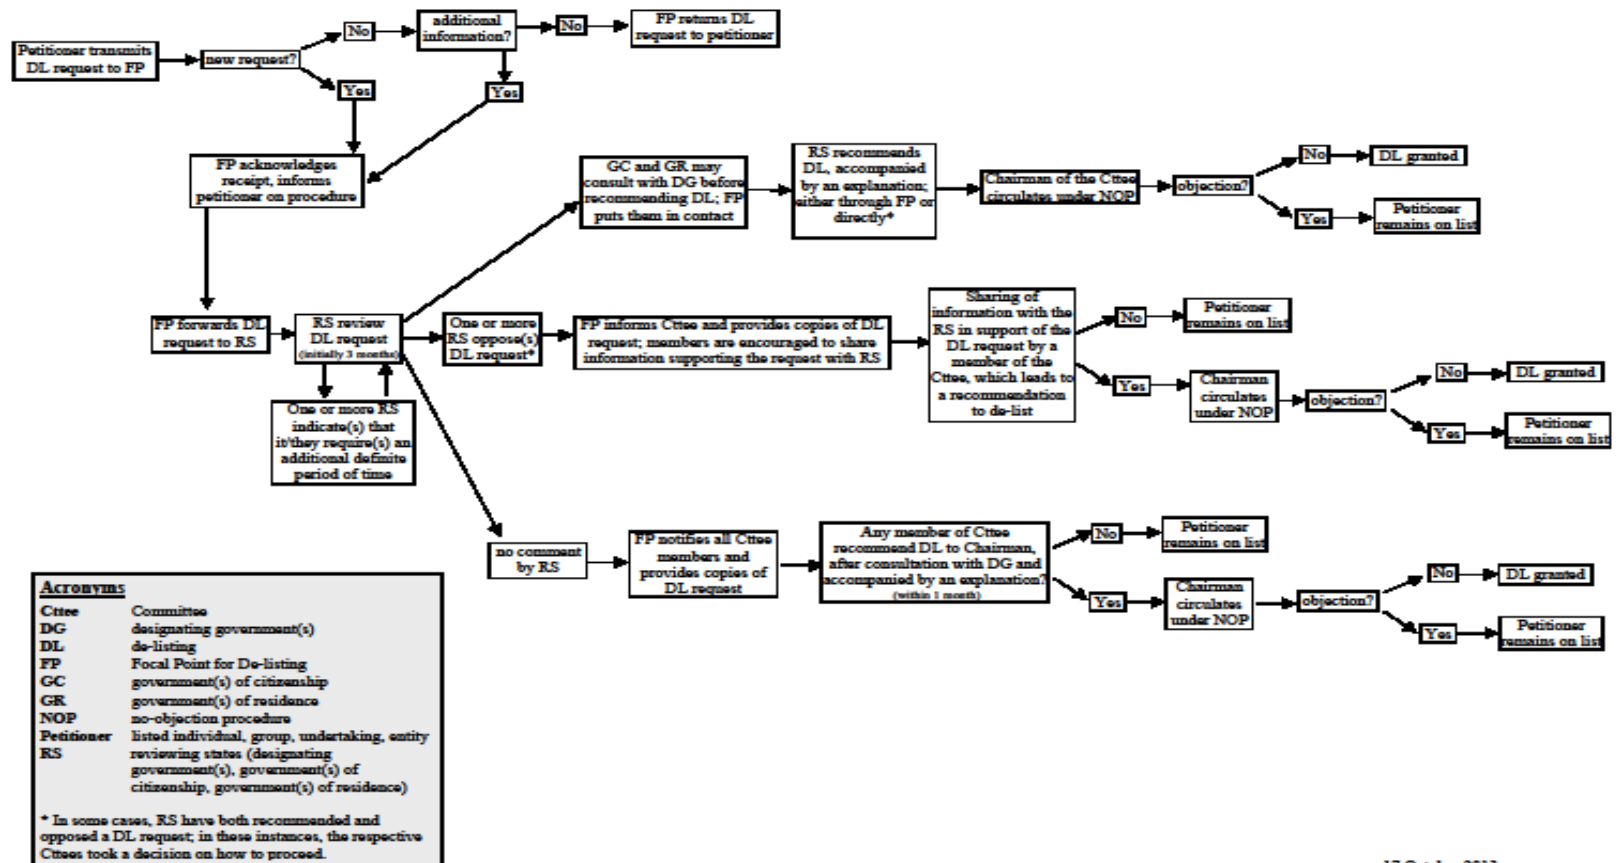 Petitioner transmits
DL request to FP
new request?
No
additional
information?
No
FP returns DL
request to petitioner
Yes
Yes
FP acknowledges
receipt, informs
petitioner on procedure
GC and GR may
consult with DG before
recommending DL; FP
puts them in contact
RS recommends
DL, accompanied
by an explanation;
either through FP or
directly*
Chairman of the Cttee
circulates under NOP
objection?
No
DL granted
Yes
Petitioner
remains on list
FP forwards DL
request to RS
RS review
DL request
(initially 3 months)
One or more
RS oppose(s)
DL request*
FP informs Cttee and provides copies of DL
request; members are encouraged to share
information supporting the request with RS
Sharing of
information with the
RS in support of the
DL request by a
member of the
Cttee, which leads to
a recommendation
to de-list
No
Petitioner
remains on list
Yes
Chairman
circulates
under NOP
objection?
No
DL granted
Yes
Petitioner
remains on list
One or more RS
indicate(s) that
it/they require(s) an
additional definite
period of time
no comment
by RS
FP notifies all Cttee
members and
provides copies of
DL request
Any member of Cttee
recommend DL to Chairman,
after consultation with DG and
accompanied by an explanation?
(within 1 month)
No
Petitioner
remains on list
Yes
Chairman
circulates
under NOP
objection?
No
DL granted
Yes
Petitioner
remains on list
Acronyms
Cttee Committee
DG designating government(s)
DL de-listing
FP Focal Point for De-listing
GC government(s) of citizenship
GR government(s) of residence
NOP no-objection procedure
Petitioner listed individual, group, undertaking, entity
RS reviewing states (designating
government(s), government(s) of
citizenship, government(s) of residence)
* In some cases, RS have both recommended and
opposed a DL request; in these instances, the respective
Cttees took a decision on how to proceed.